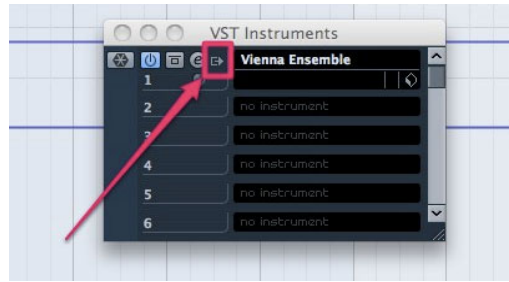 VST Instruments
e Vienna Ensemble
1
2 no instrument
3 no instrument
4 no instrument
5 no instrument
6 no instrument